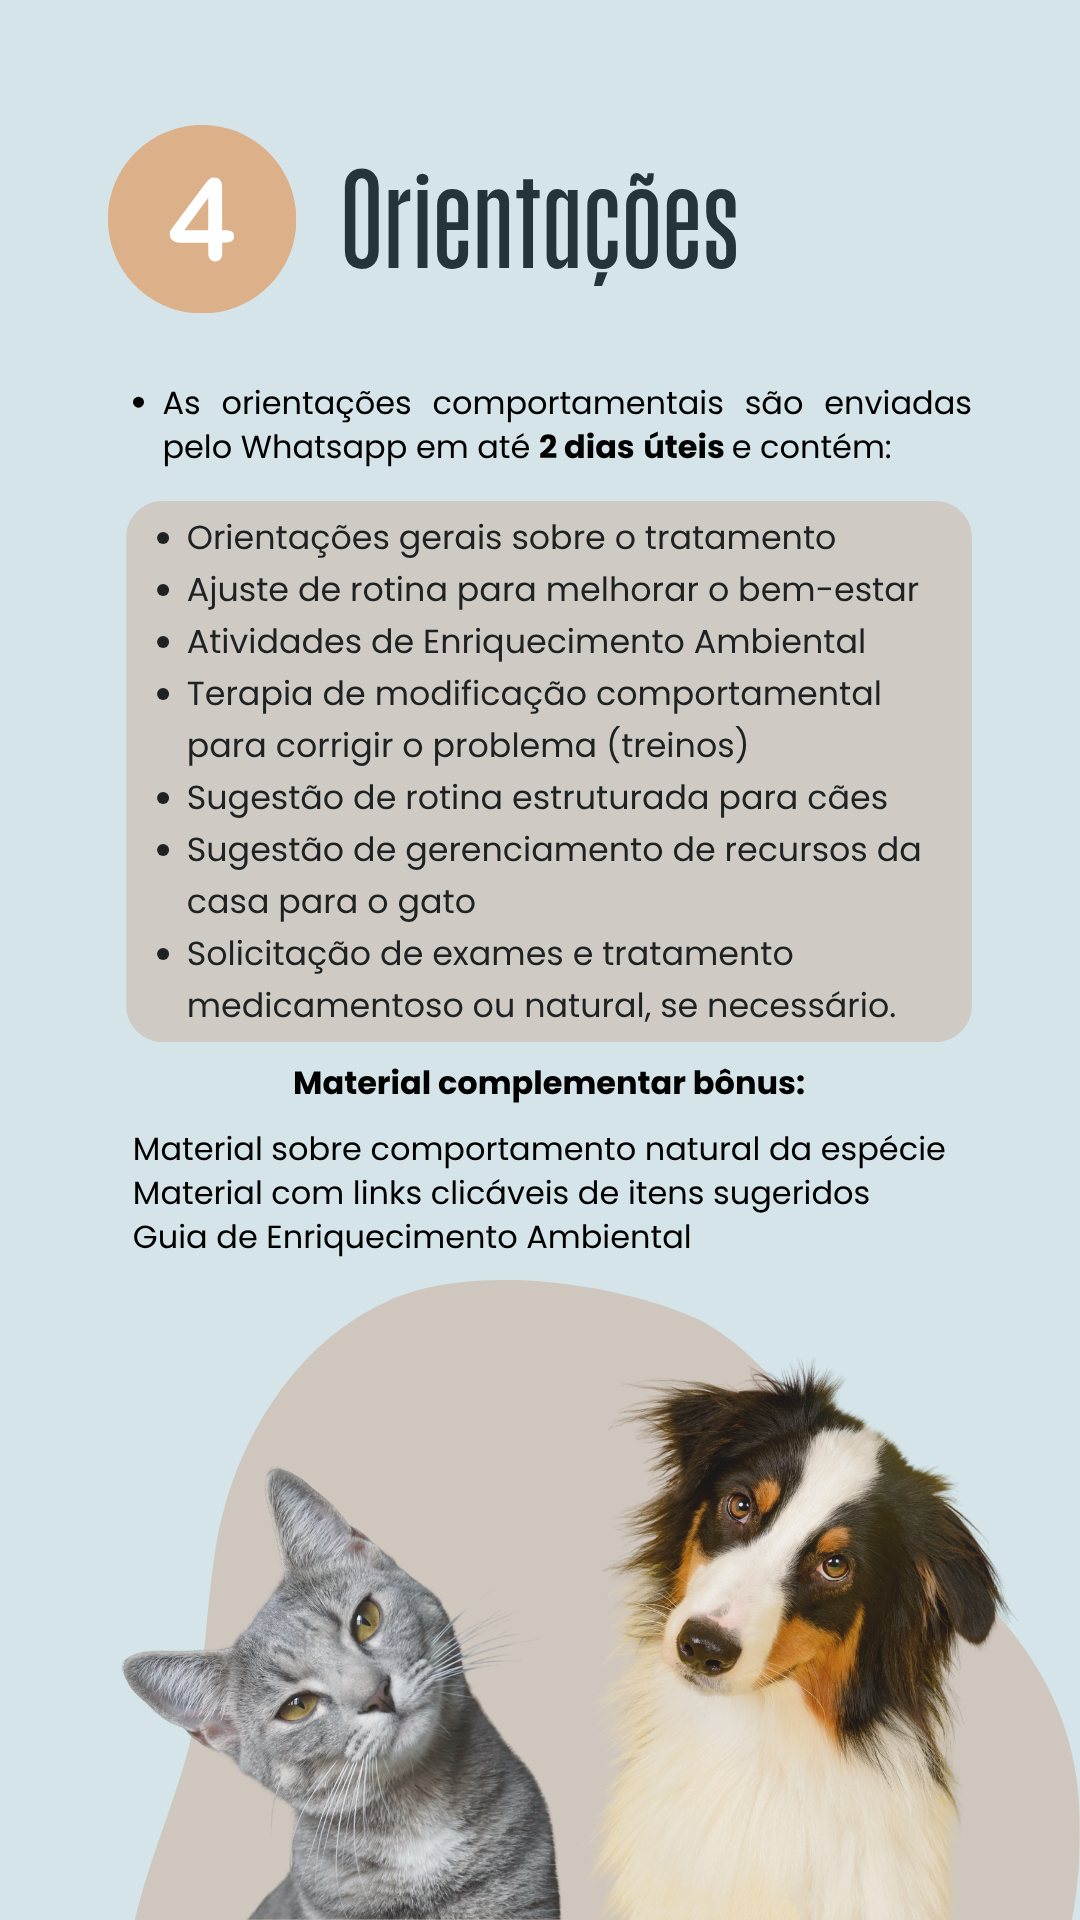 4 Orientações
• As orientações comportamentais são enviadas
pelo Whatsapp em até 2 dias úteis e contém:
• Orientações gerais sobre o tratamento
• Ajuste de rotina para melhorar o bem-estar
• Atividades de Enriquecimento Ambiental
• Terapia de modificação comportamental
para corrigir o problema (treinos)
• Sugestão de rotina estruturada para cães
• Sugestão de gerenciamento de recursos da
casa para o gato
• Solicitação de exames e tratamento
medicamentoso ou natural, se necessário.
Material complementar bônus:
Material sobre comportamento natural da espécie
Material com links clicáveis de itens sugeridos
Guia de Enriquecimento Ambiental